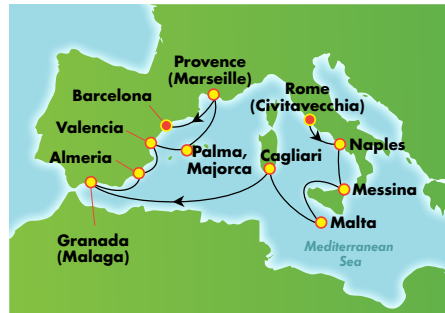 Provence
(Marseille)
Rome
(Civitavecchia)
Barcelona
Valencia
Naples
Almeria
Palma,
Majorca
Cagliari
Messina
Malta
Granada
(Malaga)
Mediterranean
Sea